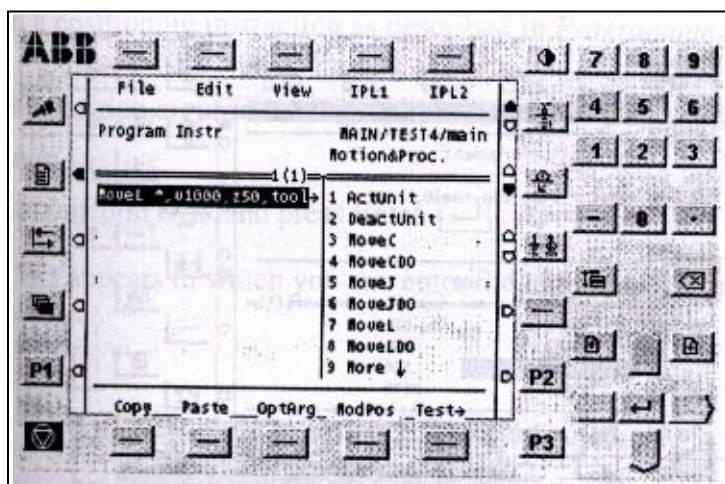 ABB
7 8 9
File Edit View IPL1 IPL2
4 5 6
Program Instr MAIN/TEST4/main
Motion&Proc.
1 2 3
1(1)
MoveL *,v1000,z50,tool→ 1 ActUnit
2 DeactUnit
- 0 .
3 MoveC
4 MoveCDO
5 MoveJ
6 MoveJDO
7 MoveL
8 MoveLDO
9 More ↓
P1 P2
Copy Paste OptArg ModPos Test→
P3